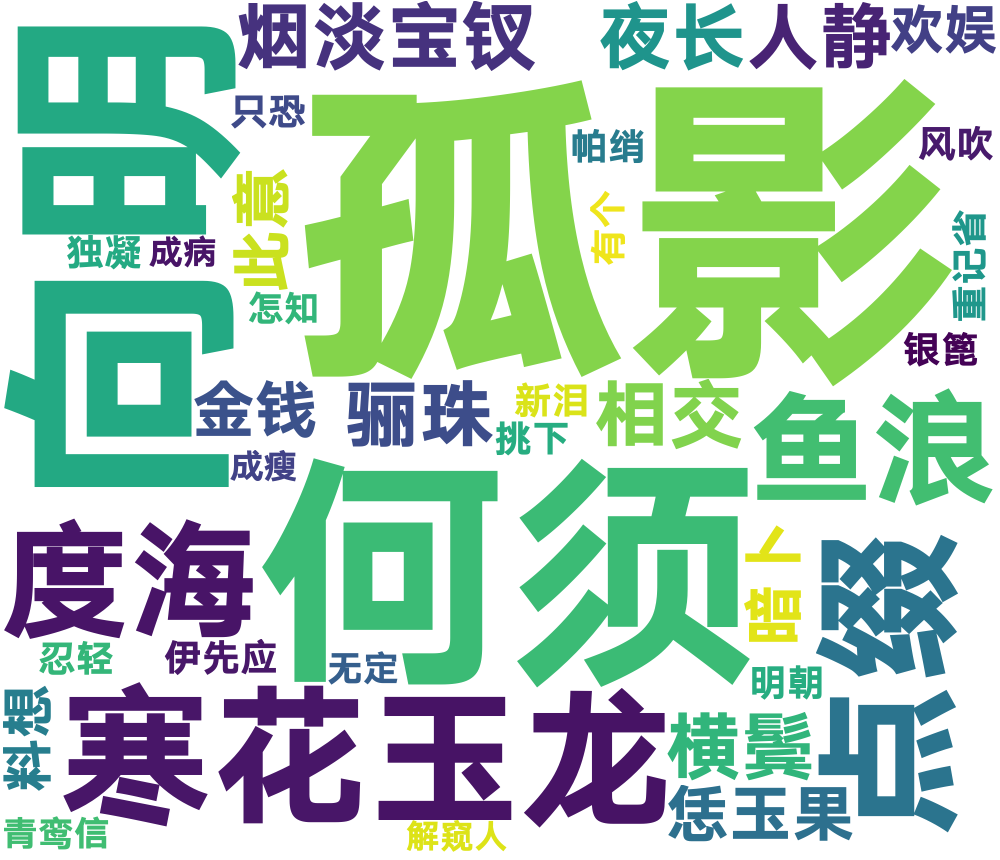 烟淡宝钗
夜长人静
欢娱
向明
只恐
孤影
帕绡
风吹
此意
有个
独凝
成病
重记省
怎知
银篦
金钱
骊珠
新泪
相交
鱼浪
挑下
成瘦
何须
度海
暗卜
点缀
忍轻
伊先应
无定
明朝
料想
寒花玉龙
横鬓
恁玉果
青鸾信
解窥人